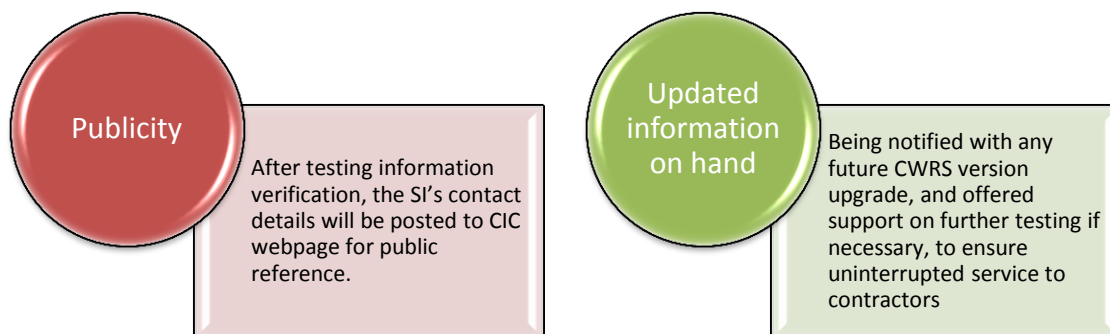 Publicity
After testing information
verification, the SI's contact
details will be posted to CIC
webpage for public
reference.
Updated
information
on hand
Being notified with any
future CWRS version
upgrade, and offered
support on further testing if
necessary, to ensure
uninterrupted service to
contractors